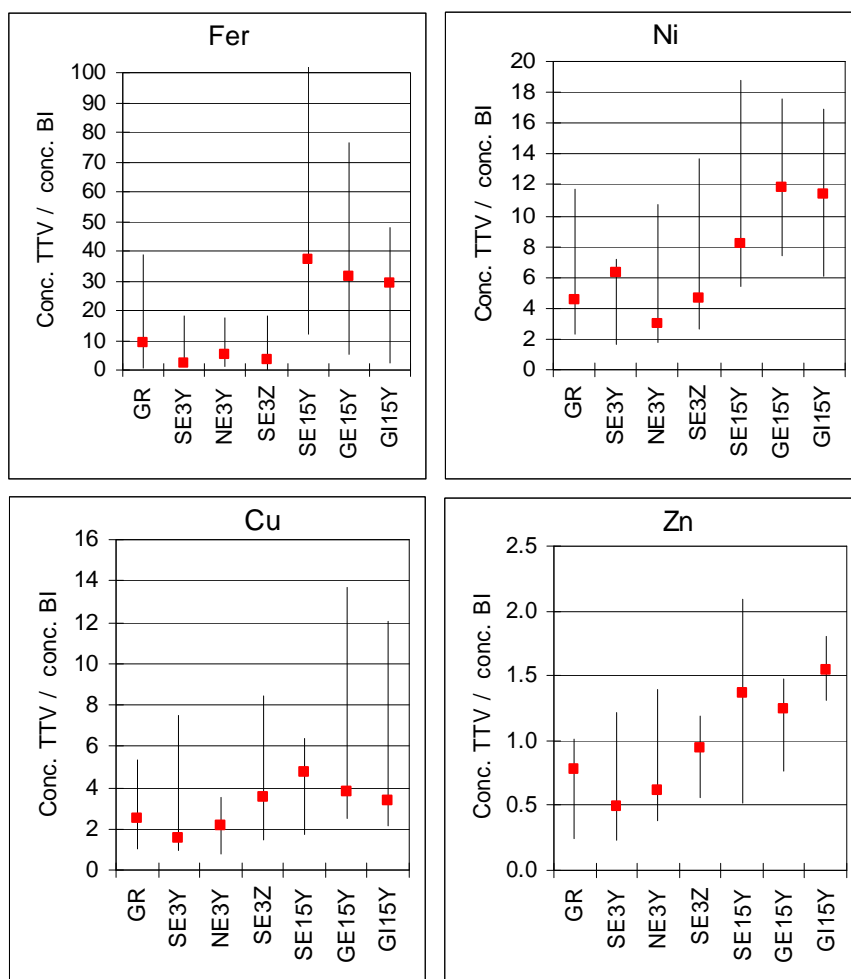 Fer
Conc. TTV / conc. BI
100
90
80
70
60
50
40
30
20
10
0
GR
SE3Y
NE3Y
SE3Z
SE15Y
GE15Y
GI15Y
Ni
Conc. TTV / conc. BI
20
18
16
14
12
10
8
6
4
2
0
GR
SE3Y
NE3Y
SE3Z
SE15Y
GE15Y
GI15Y
Cu
Conc. TTV / conc. BI
16
14
12
10
8
6
4
2
0
GR
SE3Y
NE3Y
SE3Z
SE15Y
GE15Y
GI15Y
Zn
Conc. TTV / conc. BI
2.5
2.0
1.5
1.0
0.5
0.0
GR
SE3Y
NE3Y
SE3Z
SE15Y
GE15Y
GI15Y